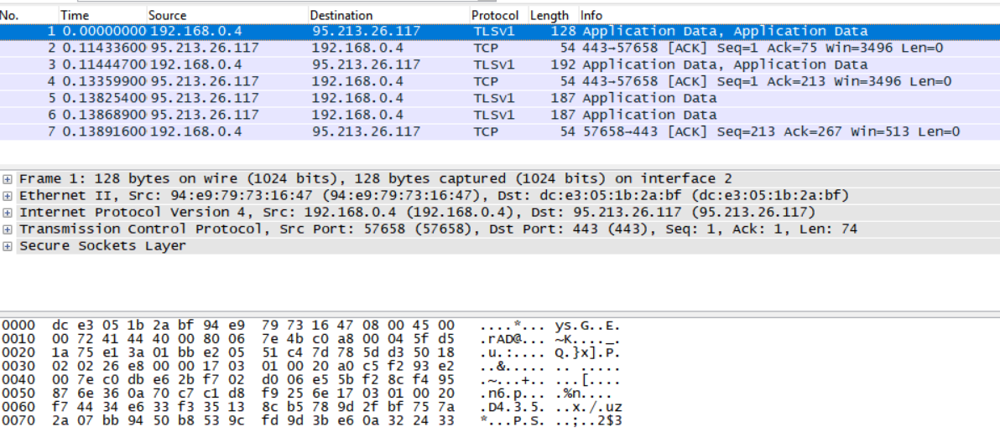 No. Time Source Destination Protocol Length Info
1 0.00000000 192.168.0.4 95.213.26.117 TLSv1 128 Application Data, Application Data
2 0.11433600 95.213.26.117 192.168.0.4 TCP 54 443→57658 [ACK] Seq=1 Ack=75 Win=3496 Len=0
3 0.11444700 192.168.0.4 95.213.26.117 TLSv1 192 Application Data, Application Data
4 0.13359900 95.213.26.117 192.168.0.4 TCP 54 443→57658 [ACK] Seq=1 Ack=213 Win=3496 Len=0
5 0.13825400 95.213.26.117 192.168.0.4 TLSv1 187 Application Data
6 0.13868900 95.213.26.117 192.168.0.4 TLSv1 187 Application Data
7 0.13891600 192.168.0.4 95.213.26.117 TCP 54 57658→443 [ACK] Seq=213 Ack=267 Win=513 Len=0
Frame 1: 128 bytes on wire (1024 bits), 128 bytes captured (1024 bits) on interface 2
Ethernet II, Src: 94:e9:79:73:16:47 (94:e9:79:73:16:47), Dst: dc:e3:05:1b:2a:bf (dc:e3:05:1b:2a:bf)
Internet Protocol Version 4, Src: 192.168.0.4 (192.168.0.4), Dst: 95.213.26.117 (95.213.26.117)
Transmission Control Protocol, Src Port: 57658 (57658), Dst Port: 443 (443), Seq: 1, Ack: 1, Len: 74
Secure Sockets Layer
0000 dc e3 05 1b 2a bf 94 e9 79 73 16 47 08 00 45 00 ....*... ys.G..E.
0010 00 72 41 44 40 00 80 06 7e 4b c0 a8 00 04 5f d5 .rAD@... ~K...._.
0020 1a 75 e1 3a 01 bb e2 05 51 c4 7d 78 5d d3 50 18 .u.:.... Q.}x].P.
0030 02 02 26 e8 00 00 17 03 01 00 20 a0 c5 f2 93 e2 ..&..... .. .....
0040 00 7e c0 db e6 2b f7 02 d0 06 e5 5b f2 8c f4 95 .~...+.. ...[....
0050 87 6e 36 0a 70 c7 c1 d8 f9 25 6e 17 03 01 00 20 .n6.p... .%n....
0060 f7 44 34 e6 33 f3 35 13 8c b5 78 9d 2f bf 75 7a .D4.3.5. ..x./.uz
0070 2a 07 bb 94 50 b8 53 9c fd 9d 3b e6 0a 32 24 33 *...P.S. ..;..2$3